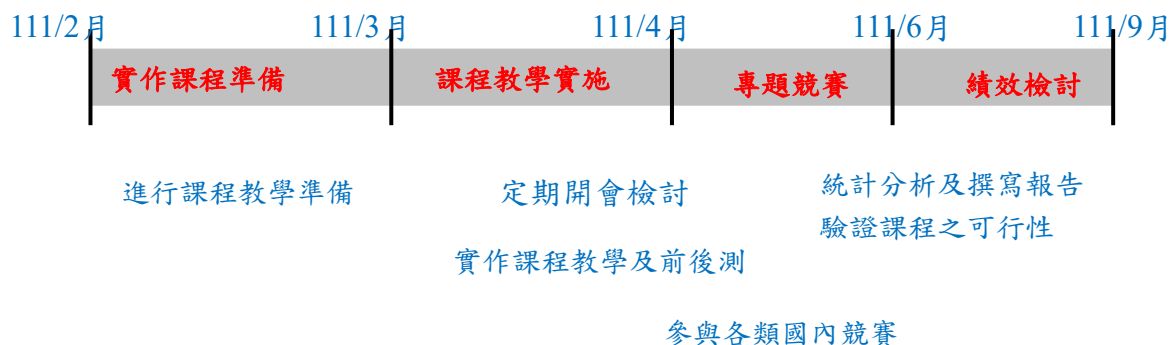 111/2月 111/3月 111/4月 111/6月 111/9月
實作課程準備 課程教學實施 專題競賽 績效檢討
進行課程教學準備 定期開會檢討 統計分析及撰寫報告
驗證課程之可行性
實作課程教學及前後測
參與各類國內競賽